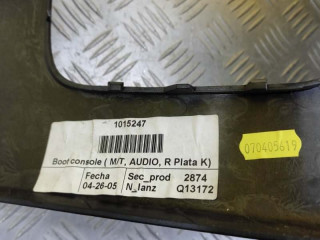 1015247
Boot console ( M/T, AUDIO, R Plata K)
Fecha Sec_prod 2874
04-26-05 N_lanz Q13172
070405619